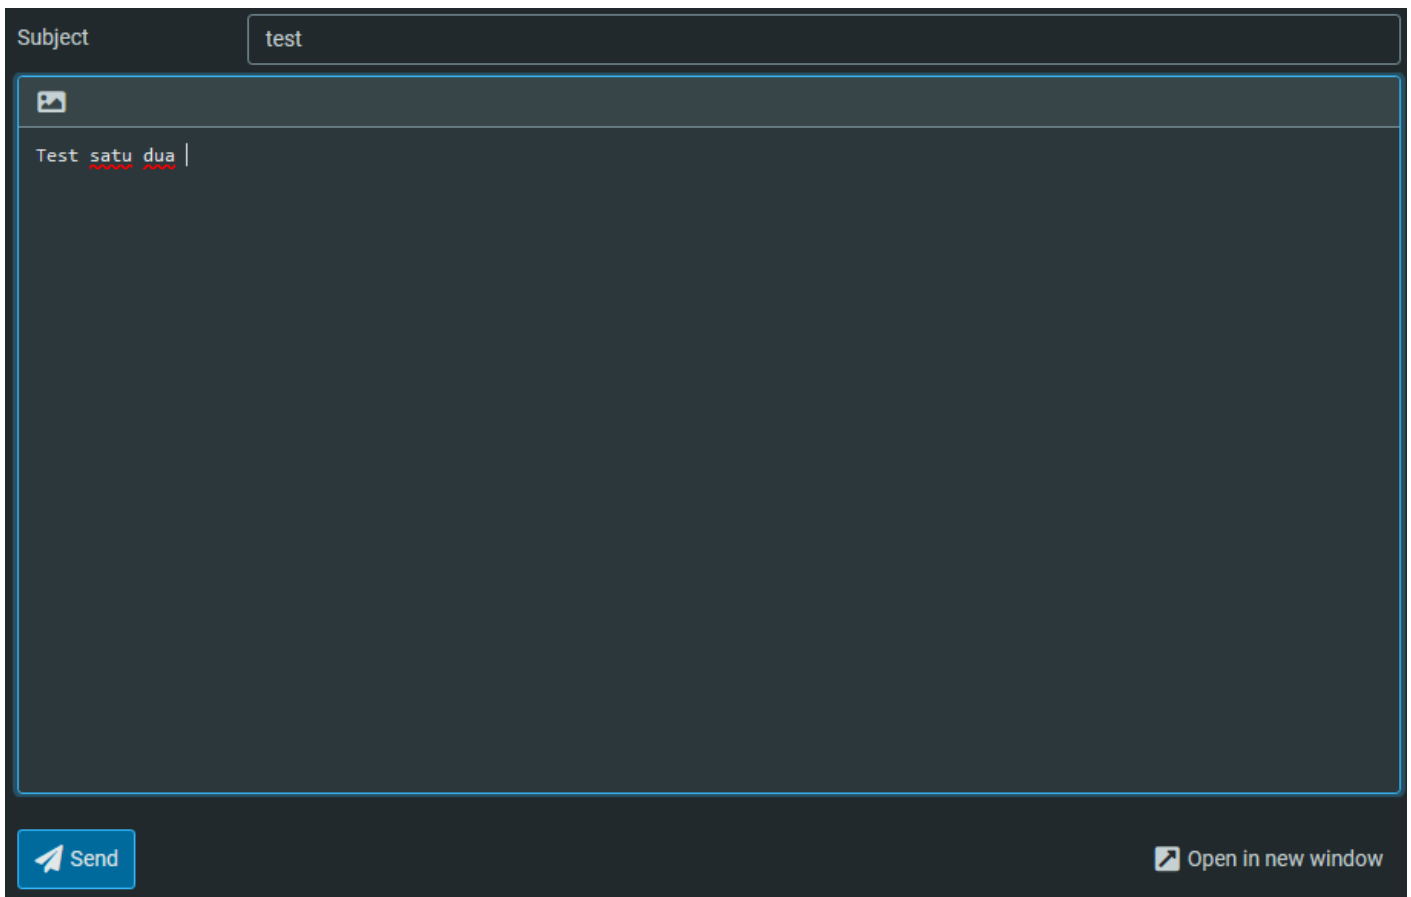 Subject
test
Test satu dua
Send
Open in new window